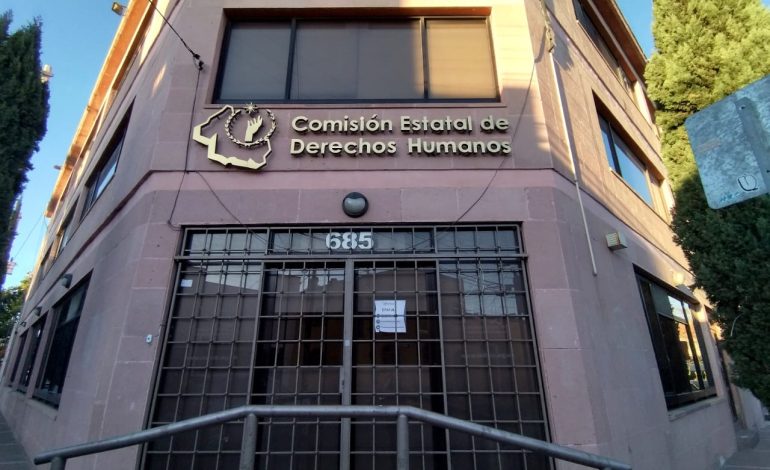 Comisión Estatal de
Derechos Humanos
685